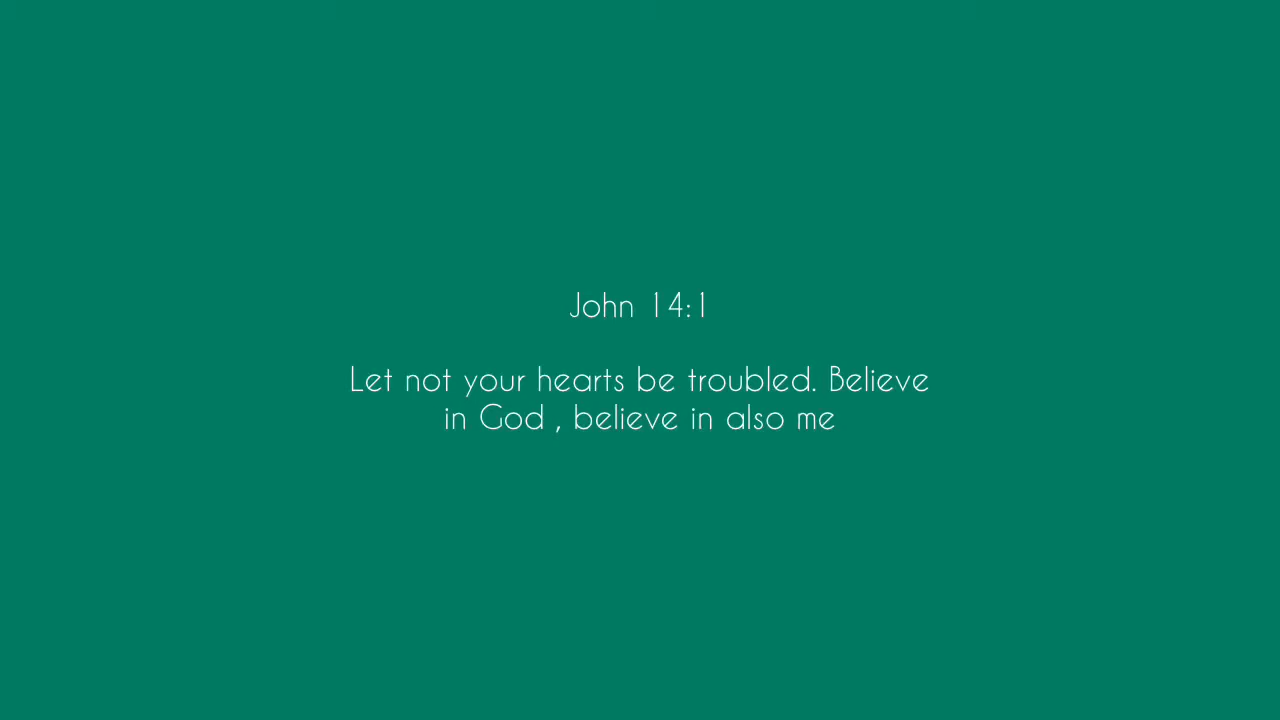 John 14:1
Let not your hearts be troubled. Believe
in God , believe in also me